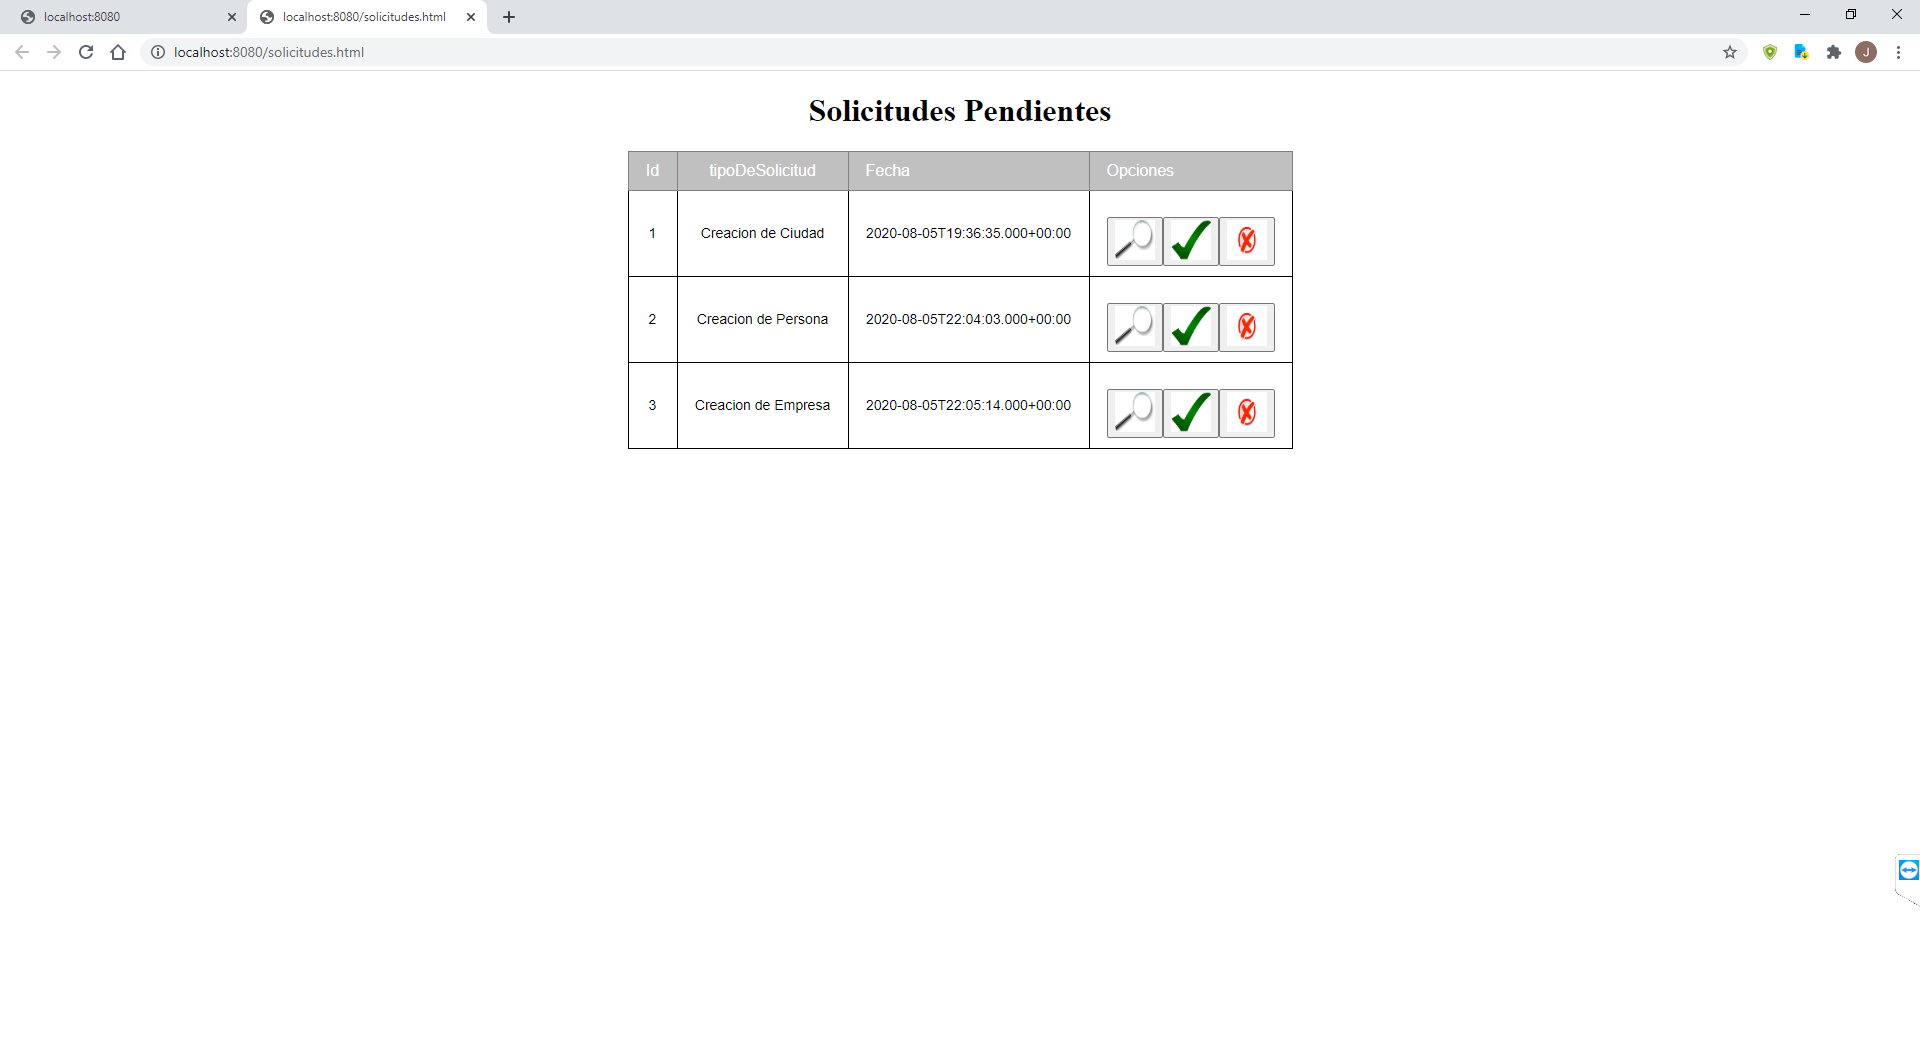 localhost:8080
localhost:8080/solicitudes.html
localhost:8080/solicitudes.html
J
Solicitudes Pendientes
Id tipoDeSolicitud Fecha Opciones
1 Creacion de Ciudad 2020-08-05T19:36:35.000+00:00
2 Creacion de Persona 2020-08-05T22:04:03.000+00:00
3 Creacion de Empresa 2020-08-05T22:05:14.000+00:00